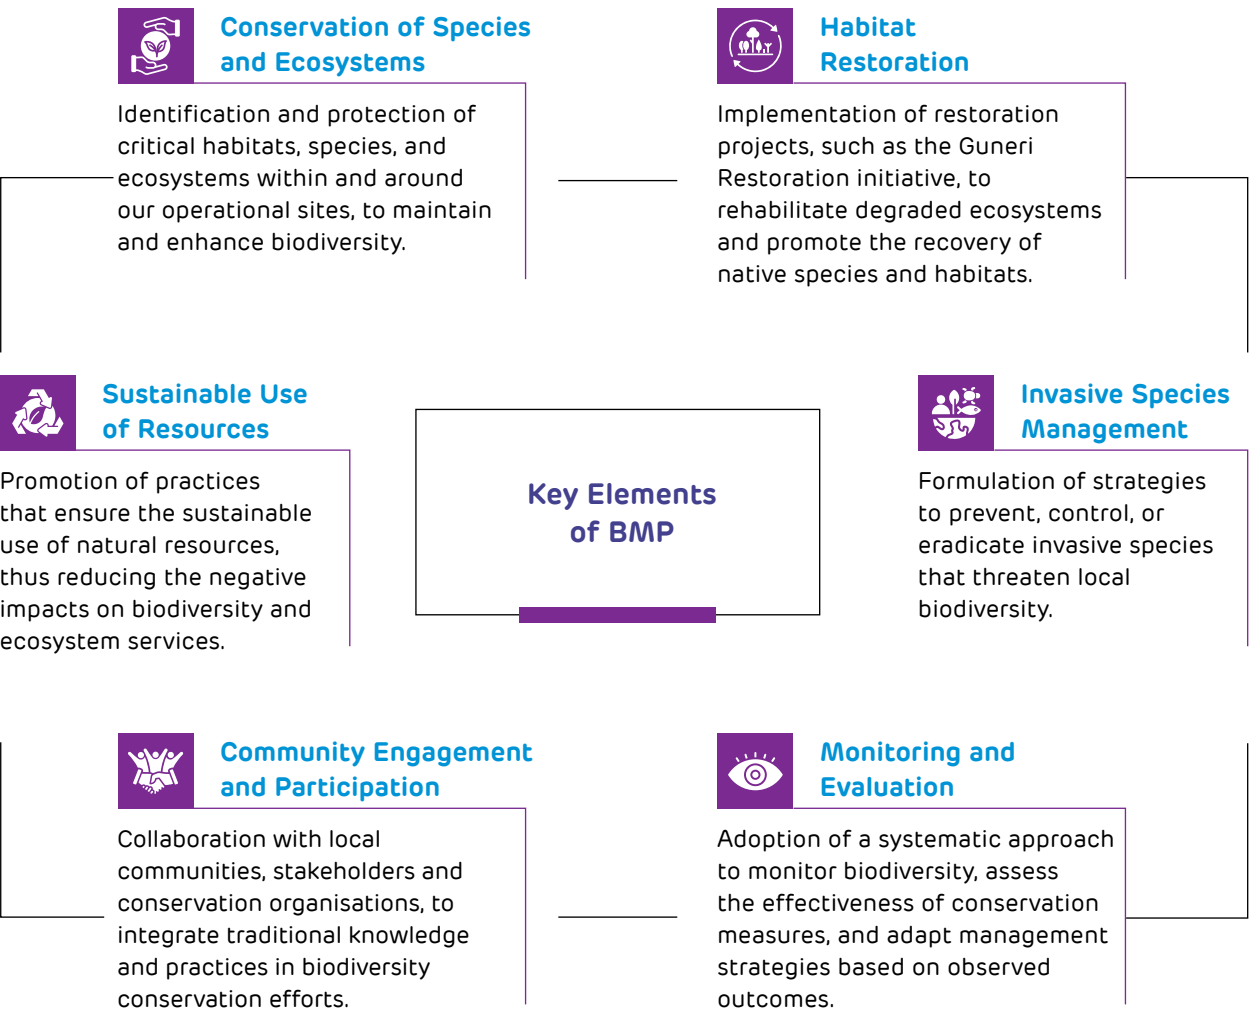 Conservation of Species
and Ecosystems
Identification and protection of
critical habitats, species, and
ecosystems within and around
our operational sites, to maintain
and enhance biodiversity.
Habitat
Restoration
Implementation of restoration
projects, such as the Guneri
Restoration initiative, to
rehabilitate degraded ecosystems
and promote the recovery of
native species and habitats.
Sustainable Use
of Resources
Promotion of practices
that ensure the sustainable
use of natural resources,
thus reducing the negative
impacts on biodiversity and
ecosystem services.
Key Elements
of BMP
Invasive Species
Management
Formulation of strategies
to prevent, control, or
eradicate invasive species
that threaten local
biodiversity.
Community Engagement
and Participation
Collaboration with local
communities, stakeholders and
conservation organisations, to
integrate traditional knowledge
and practices in biodiversity
conservation efforts.
Monitoring and
Evaluation
Adoption of a systematic approach
to monitor biodiversity, assess
the effectiveness of conservation
measures, and adapt management
strategies based on observed
outcomes.